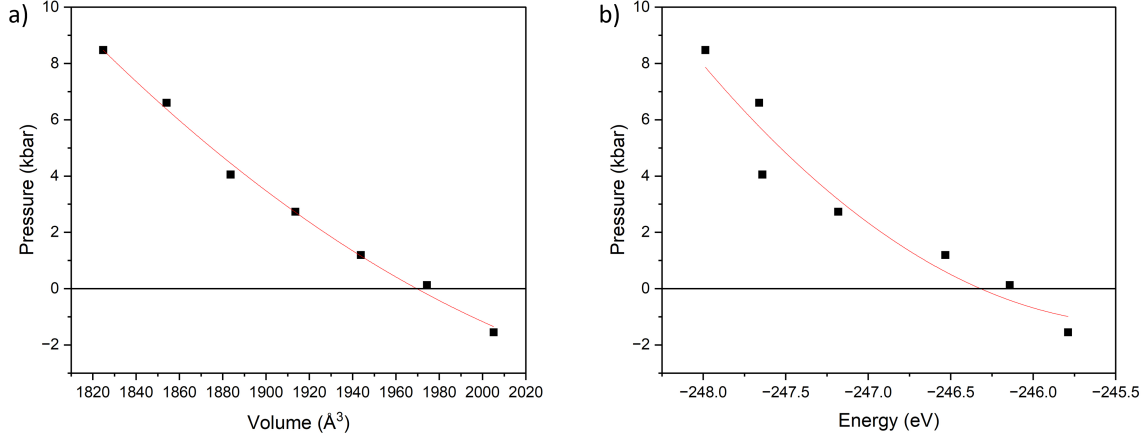 a)
10
8
6
4
2
0
−2
Pressure (kbar)
1820 1840 1860 1880 1900 1920 1940 1960 1980 2000 2020
Volume (Å³)
b)
10
8
6
4
2
0
−2
Pressure (kbar)
−248.0 −247.5 −247.0 −246.5 −246.0 −245.5
Energy (eV)